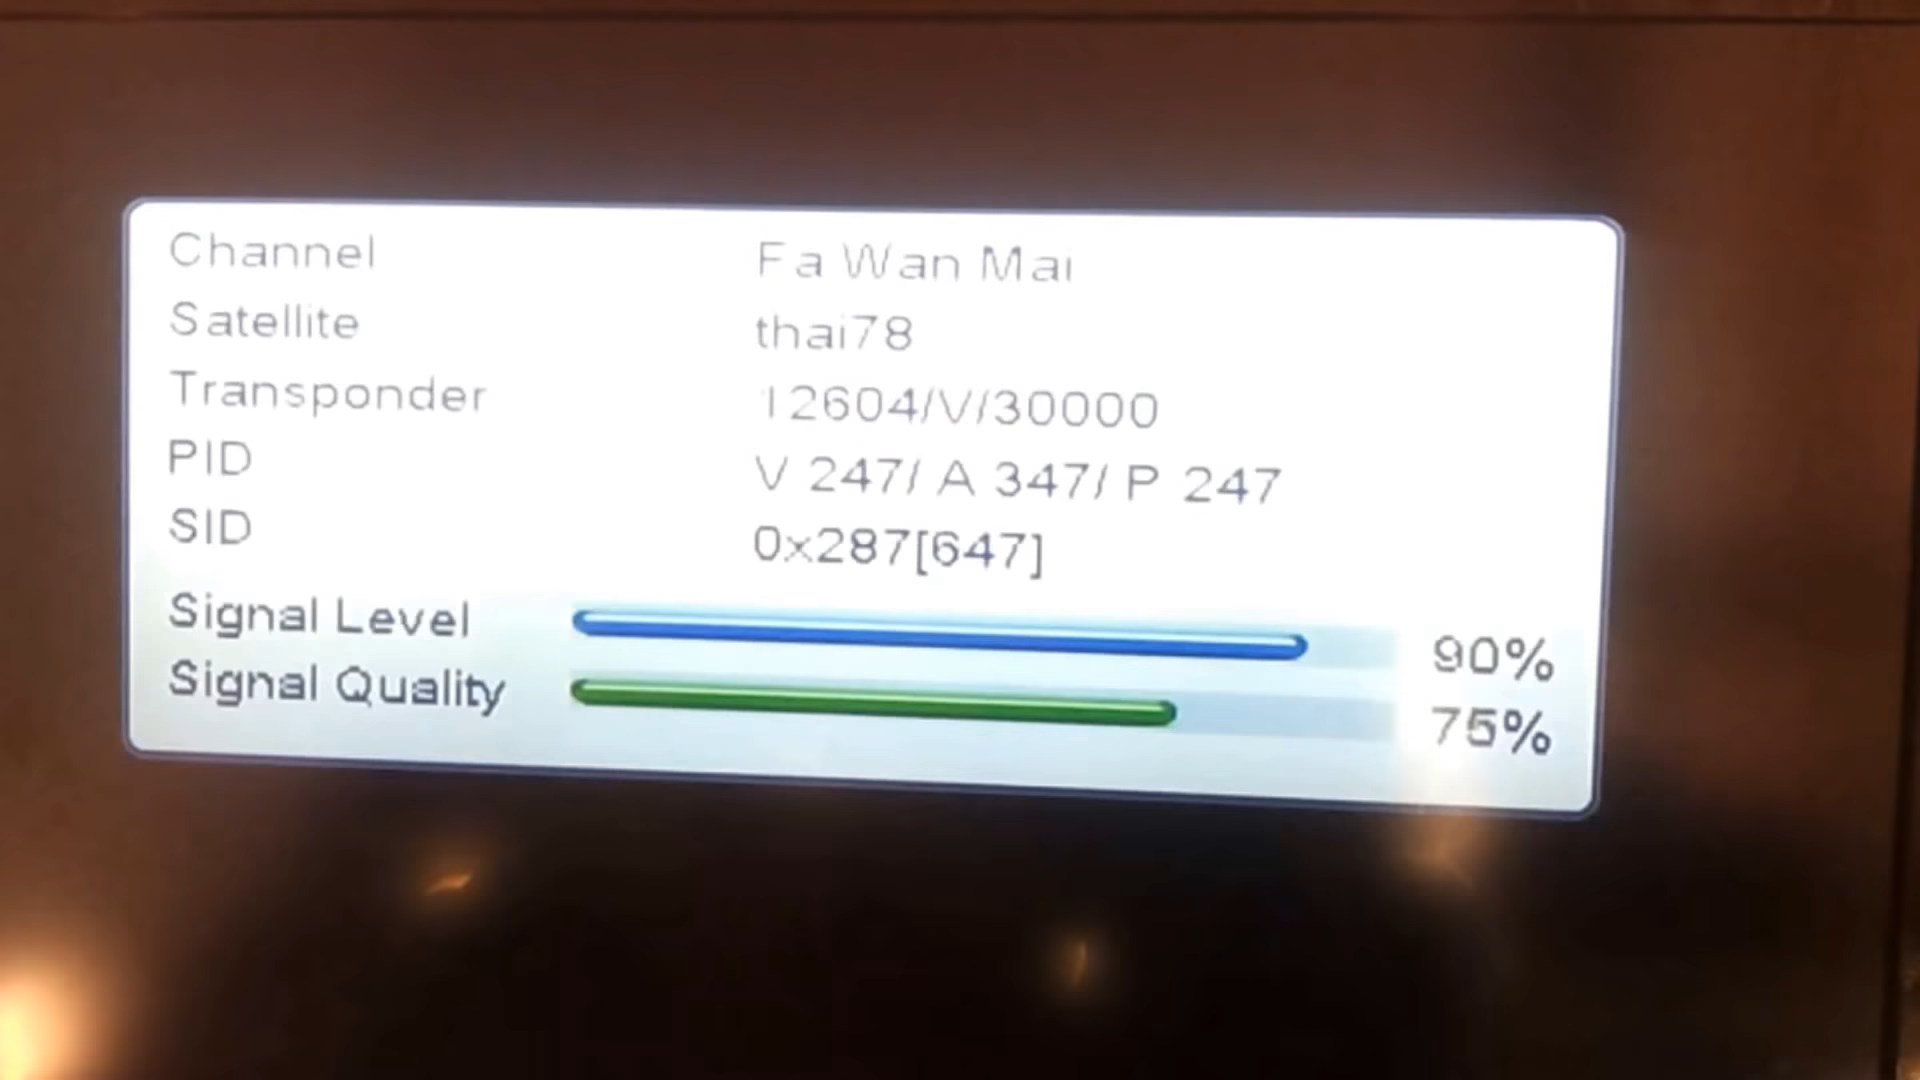 Channel Fa Wan Mai
Satellite thai78
Transponder 12604/V/30000
PID V 247/ A 347/ P 247
SID 0x287[647]
Signal Level 90%
Signal Quality 75%